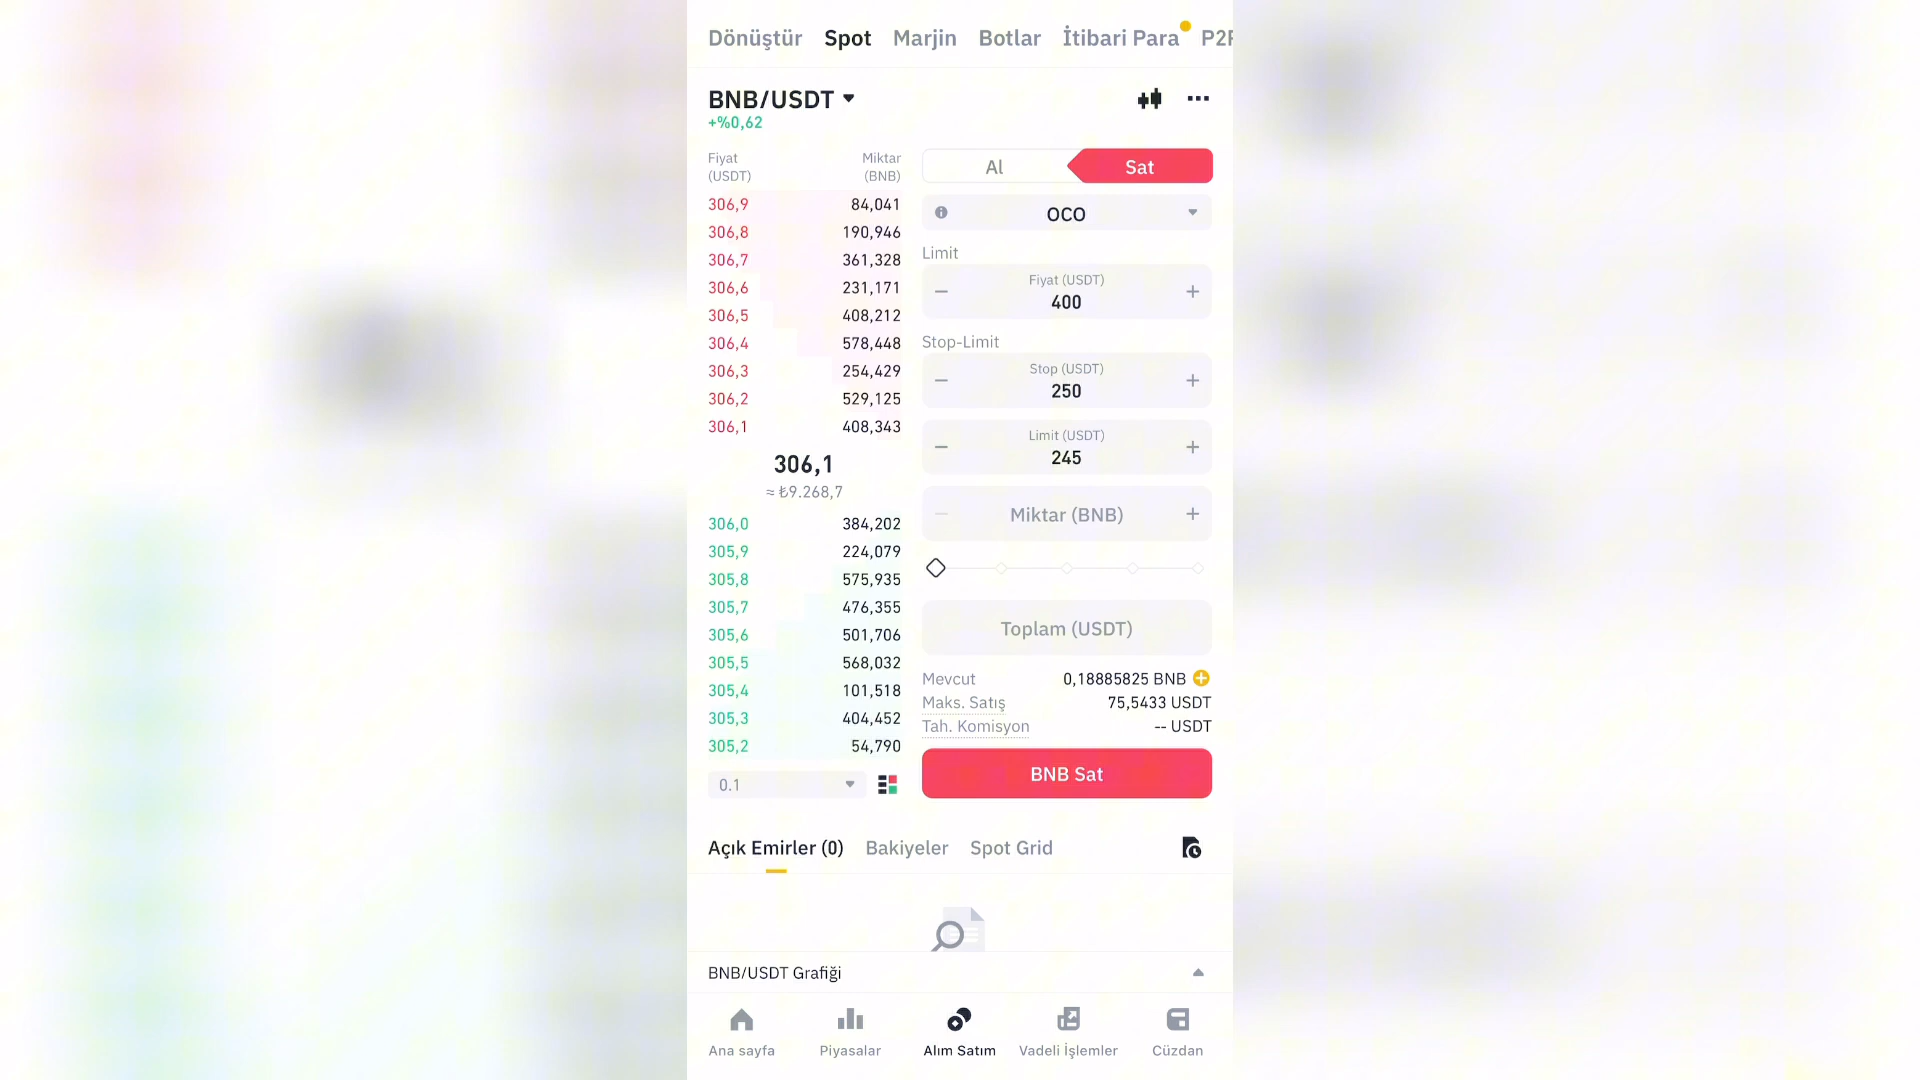 Dönüştür Spot Marjin Botlar İtibari Para
BNB/USDT
+%0,62
Fiyat (USDT) Miktar (BNB)
306,9 84,041
306,8 190,946
306,7 361,328
306,6 231,171
306,5 408,212
306,4 578,448
306,3 254,429
306,2 529,125
306,1 408,343
306,1
≈ ₺9.268,7
306,0 384,202
305,9 224,079
305,8 575,935
305,7 476,355
305,6 501,706
305,5 568,032
305,4 101,518
305,3 404,452
305,2 54,790
0.1
Al Sat
OCO
Limit
Fiyat (USDT)
400
Stop-Limit
Stop (USDT)
250
Limit (USDT)
245
Miktar (BNB)
Toplam (USDT)
Mevcut 0,18885825 BNB
Maks. Satış 75,5433 USDT
Tah. Komisyon -- USDT
BNB Sat
Açık Emirler (0) Bakiyeler Spot Grid
BNB/USDT Grafiği
Ana sayfa Piyasalar Alım Satım Vadeli İşlemler Cüzdan